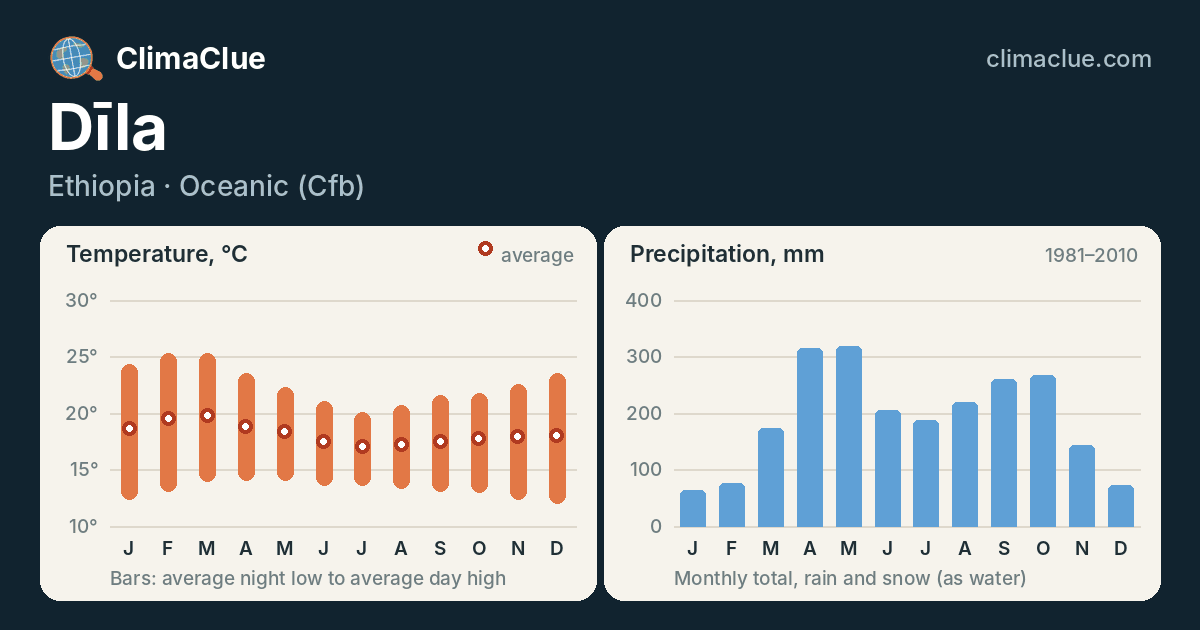 ClimaClue
climaclue.com
Dīla
Ethiopia · Oceanic (Cfb)
Temperature, °C
average
30°
25°
20°
15°
10°
J F M A M J J A S O N D
Bars: average night low to average day high
Precipitation, mm
1981–2010
400
300
200
100
0
J F M A M J J A S O N D
Monthly total, rain and snow (as water)